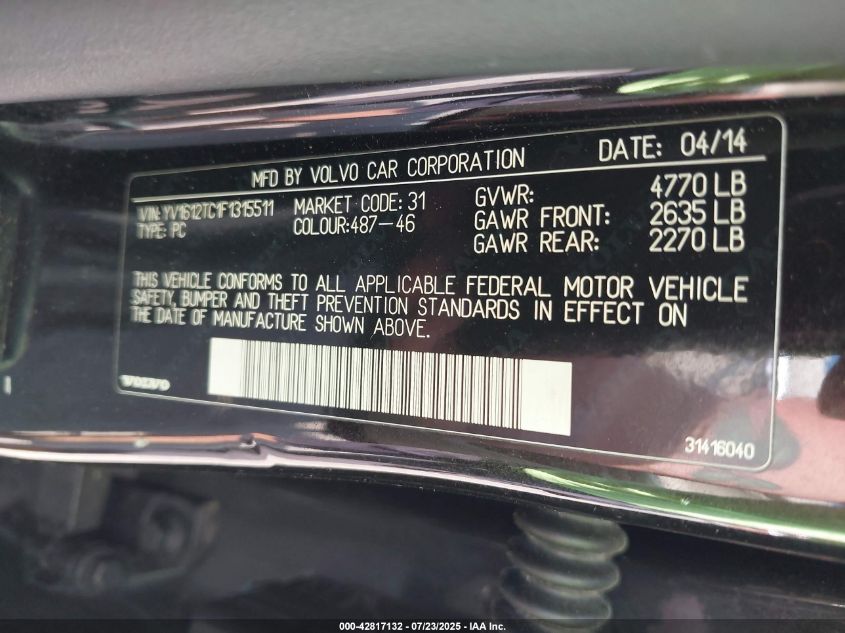 MFD BY VOLVO CAR CORPORATION DATE: 04/14
VIN: YV1612TC1F1315511 MARKET CODE: 31 GVWR: 4770 LB
TYPE: PC COLOUR:487-46 GAWR FRONT: 2635 LB
GAWR REAR: 2270 LB
THIS VEHICLE CONFORMS TO ALL APPLICABLE FEDERAL MOTOR VEHICLE
SAFETY, BUMPER AND THEFT PREVENTION STANDARDS IN EFFECT ON
THE DATE OF MANUFACTURE SHOWN ABOVE.
VOLVO
31416040
000-42817132 - 07/23/2025 - IAA Inc.